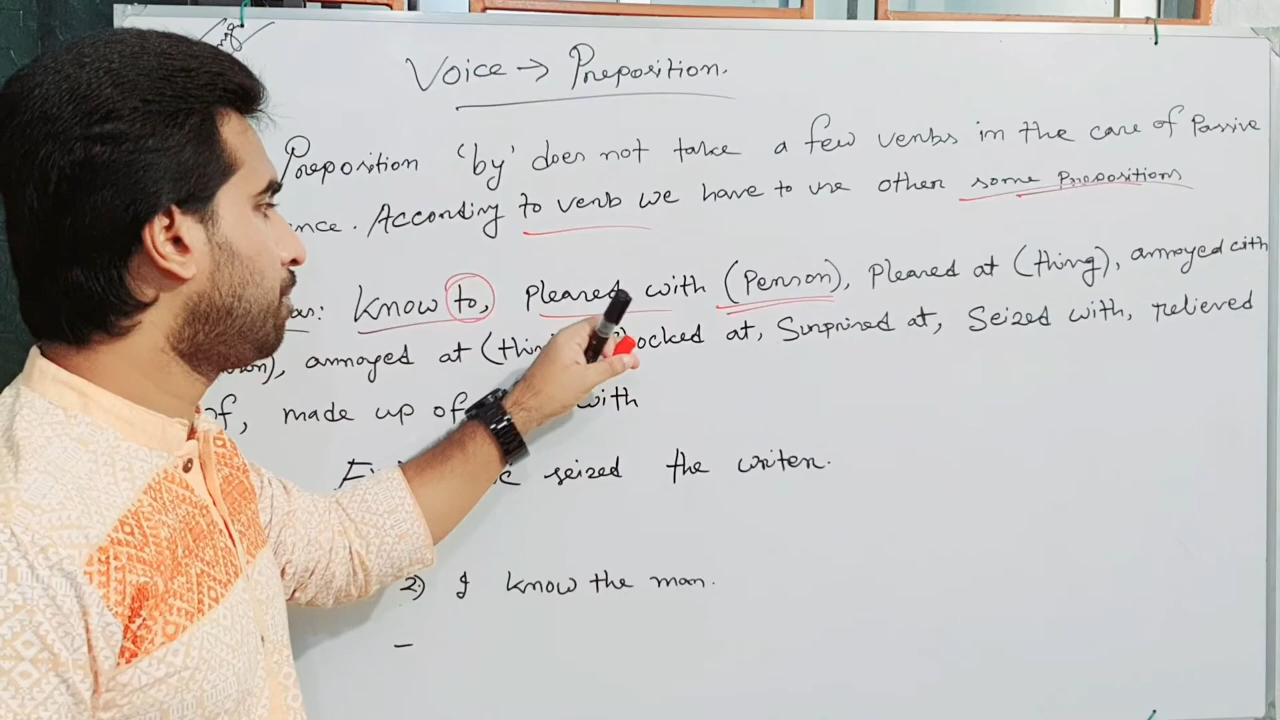 Voice → Preposition.
Preposition 'by' does not take a few verbs in the case of Passive
nce. According to verb we have to use other some Prepositions
Know to, Pleased with (Person), Pleased at (thing), annoyed with
annoyed at (thin ocked at, Surprised at, Seized with, relieved
of, made up of with
seized the writer.
2) I know the man.
–